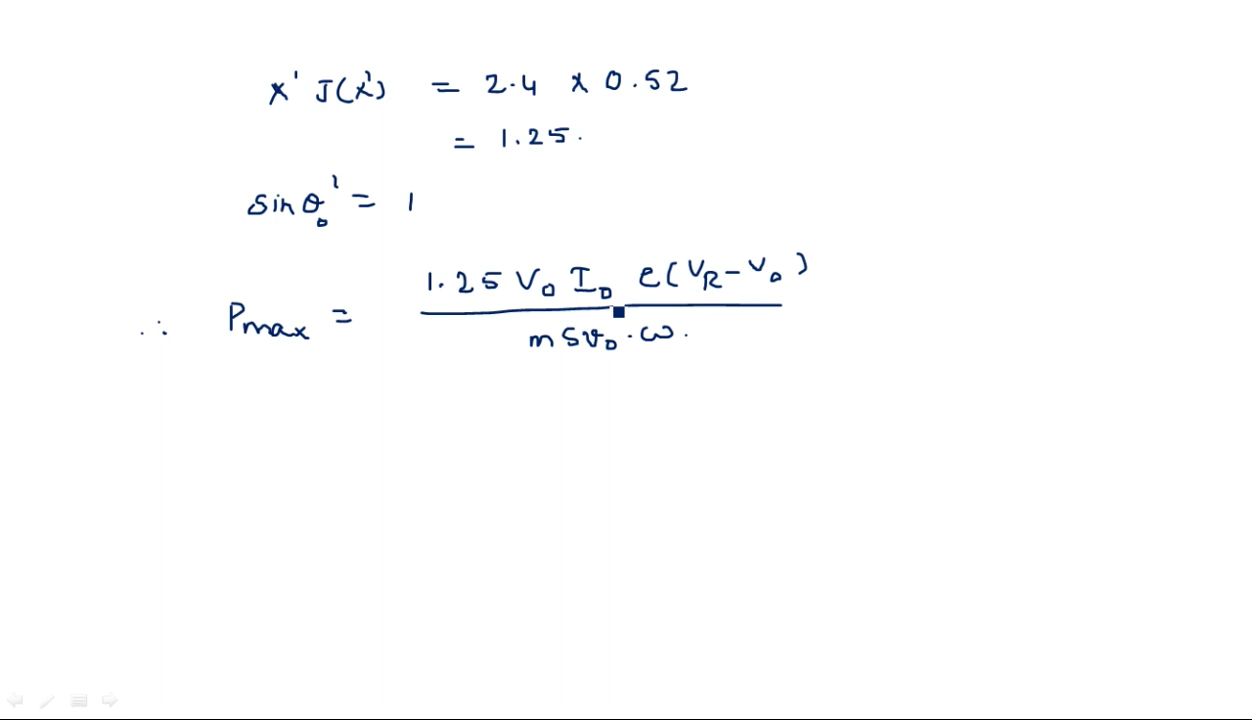 x' J(x') = 2.4 x 0.52
= 1.25.
sin θ₀' = 1
∴ Pmax = 1.25 V₀ I₀ e(V_R - V₀)
m s v₀ . ω.